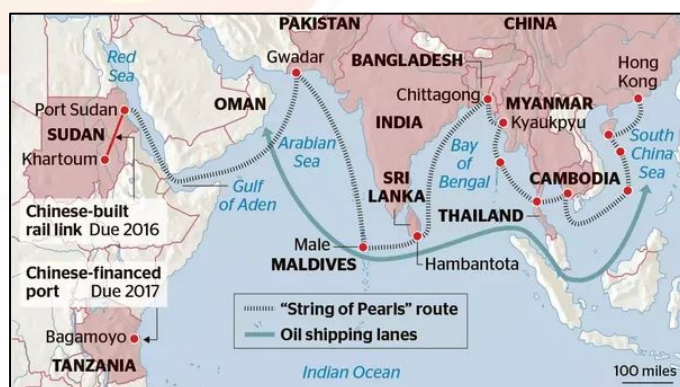 PAKISTAN
CHINA
Red
Sea
Gwadar
BANGLADESH
Hong
Kong
Port Sudan
OMAN
Chittagong
MYANMAR
SUDAN
INDIA
Kyaukpyu
Arabian
Sea
Bay
of
Bengal
South
China
Sea
Khartoum
SRI
LANKA
CAMBODIA
Gulf
of Aden
THAILAND
Chinese-built
rail link Due 2016
Male
MALDIVES
Hambantota
Chinese-financed
port Due 2017
"String of Pearls" route
Oil shipping lanes
Bagamoyo
TANZANIA
Indian Ocean
100 miles